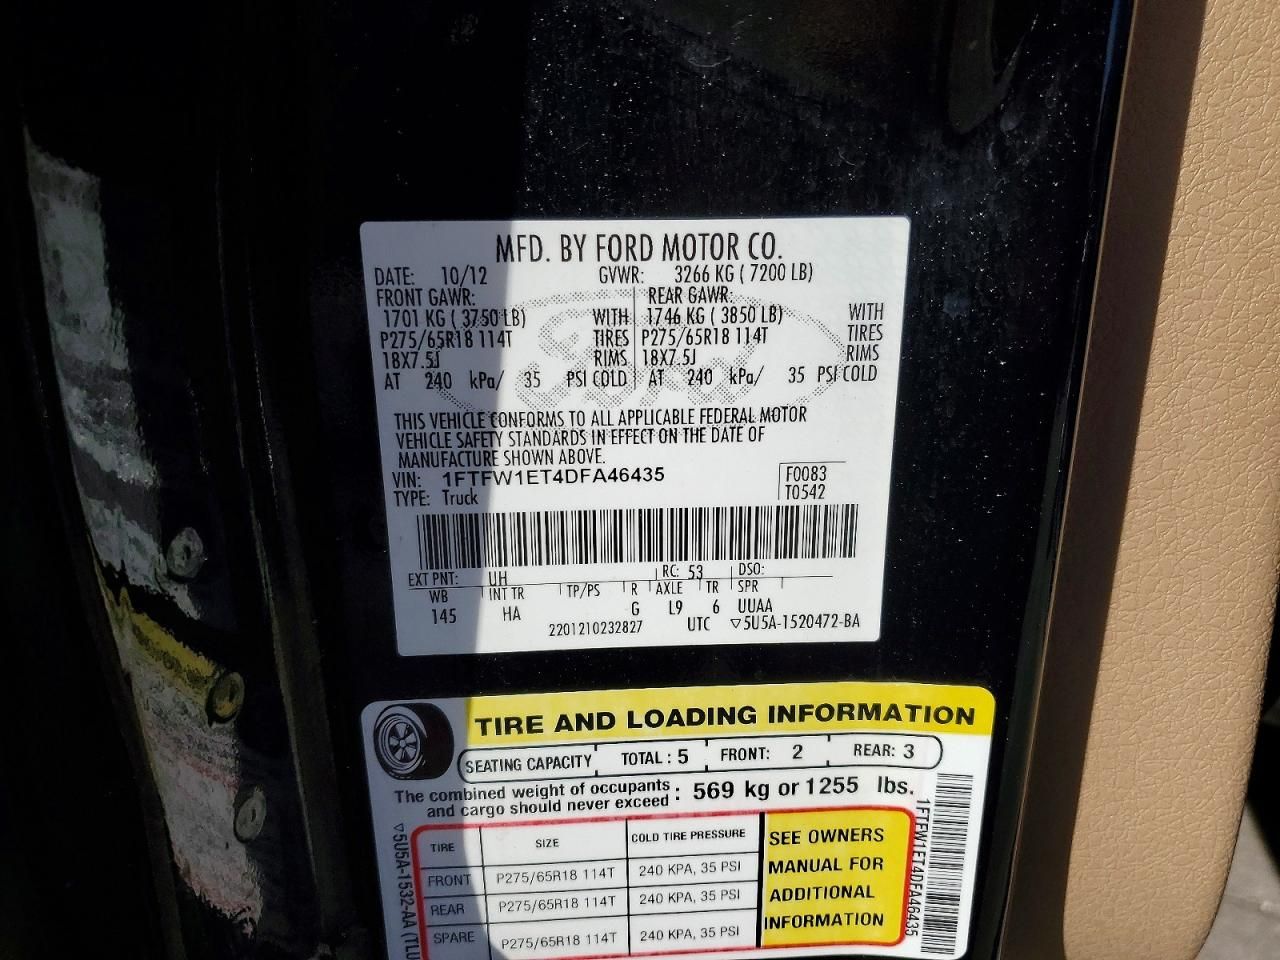 MFD. BY FORD MOTOR CO.
DATE: 10/12 GVWR: 3266 KG ( 7200 LB)
FRONT GAWR: REAR GAWR:
1701 KG ( 3750 LB) WITH 1746 KG ( 3850 LB) WITH
P275/65R18 114T TIRES P275/65R18 114T TIRES
18X7.5J RIMS 18X7.5J RIMS
AT 240 kPa/ 35 PSI COLD AT 240 kPa/ 35 PSI COLD
Ford
THIS VEHICLE CONFORMS TO ALL APPLICABLE FEDERAL MOTOR
VEHICLE SAFETY STANDARDS IN EFFECT ON THE DATE OF
MANUFACTURE SHOWN ABOVE.
VIN: 1FTFW1ET4DFA46435 F0083
TYPE: Truck T0542
EXT PNT: UH RC: 53 DSO:
WB INT TR TP/PS R AXLE TR SPR
145 HA G L9 6 UUAA
2201210232827 UTC ▽5U5A-1520472-BA
TIRE AND LOADING INFORMATION
SEATING CAPACITY TOTAL : 5 FRONT: 2 REAR: 3
The combined weight of occupants
and cargo should never exceed : 569 kg or 1255 lbs.
TIRE SIZE COLD TIRE PRESSURE
FRONT P275/65R18 114T 240 KPA, 35 PSI
REAR P275/65R18 114T 240 KPA, 35 PSI
SPARE P275/65R18 114T 240 KPA, 35 PSI
SEE OWNERS
MANUAL FOR
ADDITIONAL
INFORMATION
▽5U5A-1532-AA (TLU
1FTFW1ET4DFA46435